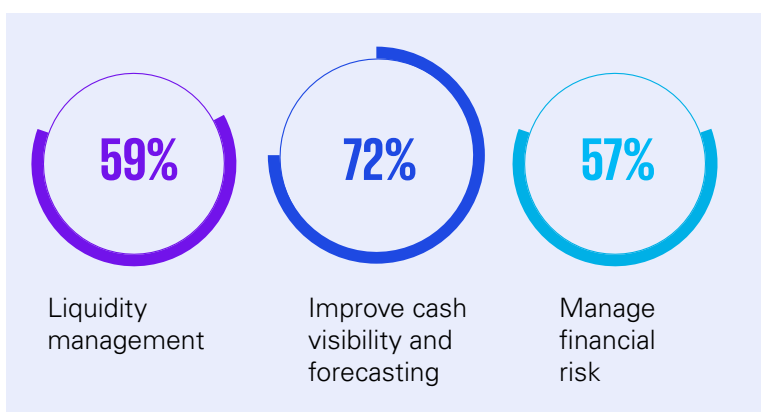 59%
Liquidity
management
72%
Improve cash
visibility and
forecasting
57%
Manage
financial
risk